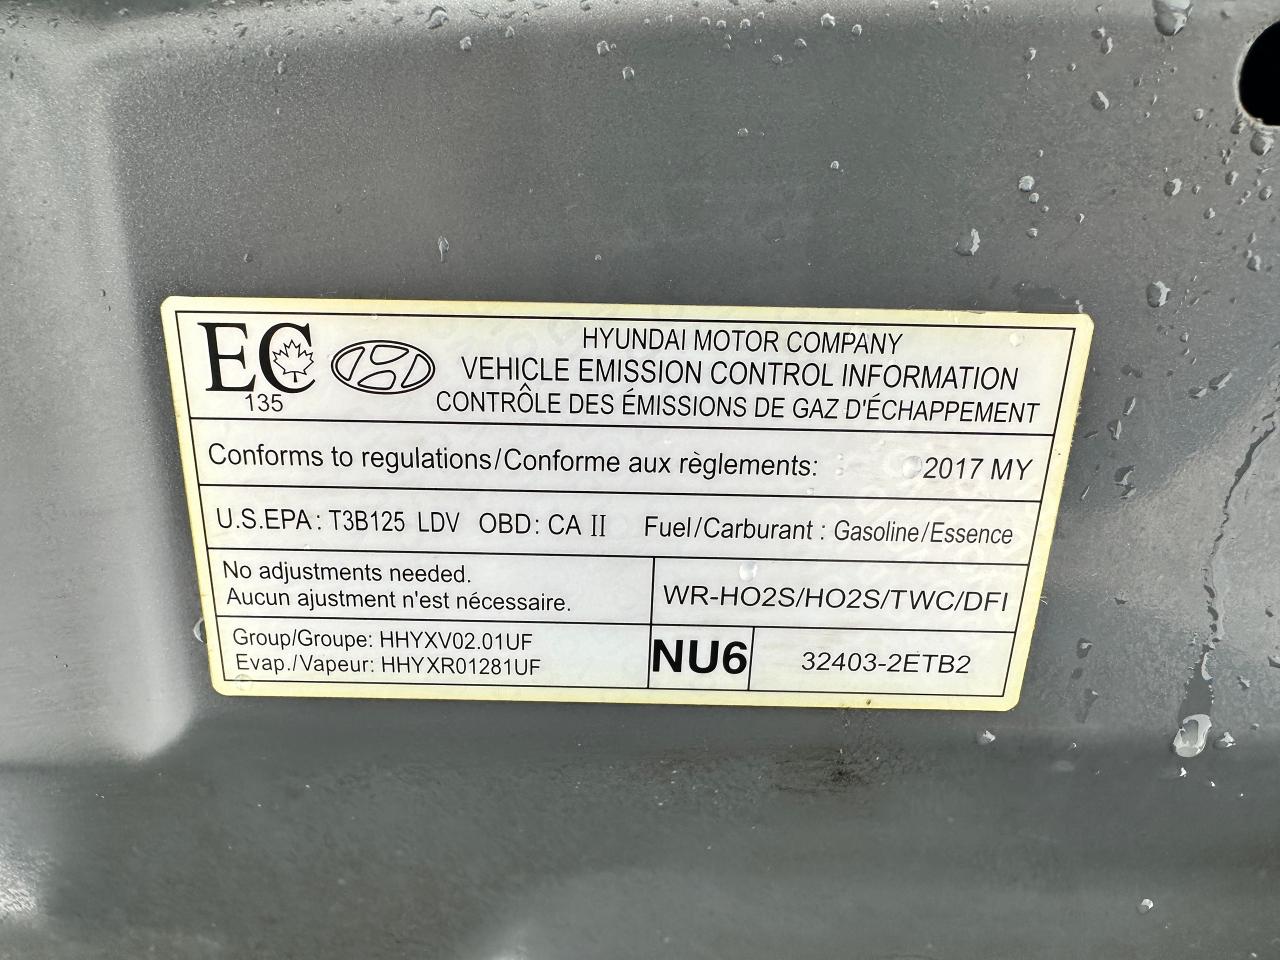 EC
135
HYUNDAI MOTOR COMPANY
VEHICLE EMISSION CONTROL INFORMATION
CONTRÔLE DES ÉMISSIONS DE GAZ D'ÉCHAPPEMENT
Conforms to regulations/Conforme aux règlements: 2017 MY
U.S.EPA: T3B125 LDV OBD: CA II Fuel/Carburant : Gasoline/Essence
No adjustments needed.
Aucun ajustment n'est nécessaire.
WR-HO2S/HO2S/TWC/DFI
Group/Groupe: HHYXV02.01UF
Evap./Vapeur: HHYXR01281UF
NU6
32403-2ETB2